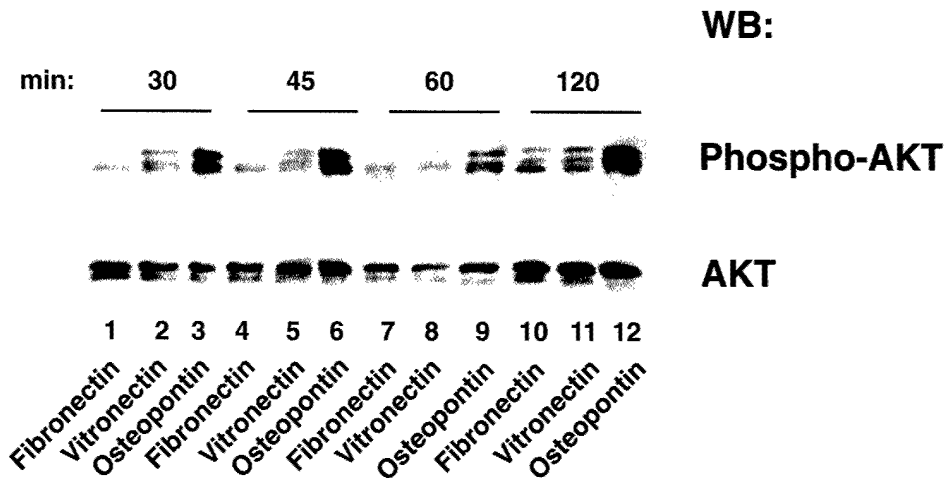 WB:
min: 30 45 60 120
Phospho-AKT
AKT
1 2 3 4 5 6 7 8 9 10 11 12
Fibronectin
Vitronectin
Osteopontin
Fibronectin
Vitronectin
Osteopontin
Fibronectin
Vitronectin
Osteopontin
Fibronectin
Vitronectin
Osteopontin